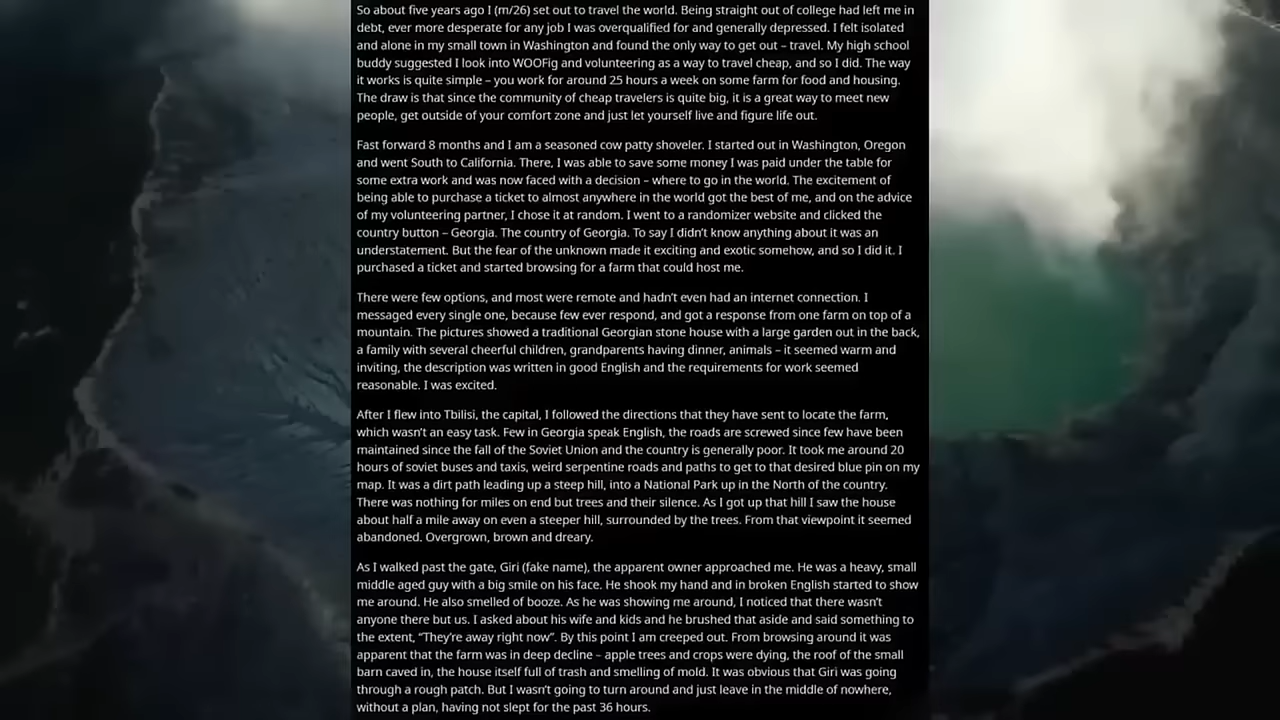 So about five years ago I (m/26) set out to travel the world. Being straight out of college had left me in
debt, ever more desperate for any job I was overqualified for and generally depressed. I felt isolated
and alone in my small town in Washington and found the only way to get out – travel. My high school
buddy suggested I look into WOOFig and volunteering as a way to travel cheap, and so I did. The way
it works is quite simple – you work for around 25 hours a week on some farm for food and housing.
The draw is that since the community of cheap travelers is quite big, it is a great way to meet new
people, get outside of your comfort zone and just let yourself live and figure life out.
Fast forward 8 months and I am a seasoned cow patty shoveler. I started out in Washington, Oregon
and went South to California. There, I was able to save some money I was paid under the table for
some extra work and was now faced with a decision – where to go in the world. The excitement of
being able to purchase a ticket to almost anywhere in the world got the best of me, and on the advice
of my volunteering partner, I chose it at random. I went to a randomizer website and clicked the
country button – Georgia. The country of Georgia. To say I didn't know anything about it was an
understatement. But the fear of the unknown made it exciting and exotic somehow, and so I did it. I
purchased a ticket and started browsing for a farm that could host me.
There were few options, and most were remote and hadn't even had an internet connection. I
messaged every single one, because few ever respond, and got a response from one farm on top of a
mountain. The pictures showed a traditional Georgian stone house with a large garden out in the back,
a family with several cheerful children, grandparents having dinner, animals – it seemed warm and
inviting, the description was written in good English and the requirements for work seemed
reasonable. I was excited.
After I flew into Tbilisi, the capital, I followed the directions that they have sent to locate the farm,
which wasn't an easy task. Few in Georgia speak English, the roads are screwed since few have been
maintained since the fall of the Soviet Union and the country is generally poor. It took me around 20
hours of soviet buses and taxis, weird serpentine roads and paths to get to that desired blue pin on my
map. It was a dirt path leading up a steep hill, into a National Park up in the North of the country.
There was nothing for miles on end but trees and their silence. As I got up that hill I saw the house
about half a mile away on even a steeper hill, surrounded by the trees. From that viewpoint it seemed
abandoned. Overgrown, brown and dreary.
As I walked past the gate, Giri (fake name), the apparent owner approached me. He was a heavy, small
middle aged guy with a big smile on his face. He shook my hand and in broken English started to show
me around. He also smelled of booze. As he was showing me around, I noticed that there wasn't
anyone there but us. I asked about his wife and kids and he brushed that aside and said something to
the extent, "They're away right now". By this point I am creeped out. From browsing around it was
apparent that the farm was in deep decline – apple trees and crops were dying, the roof of the small
barn caved in, the house itself full of trash and smelling of mold. It was obvious that Giri was going
through a rough patch. But I wasn't going to turn around and just leave in the middle of nowhere,
without a plan, having not slept for the past 36 hours.